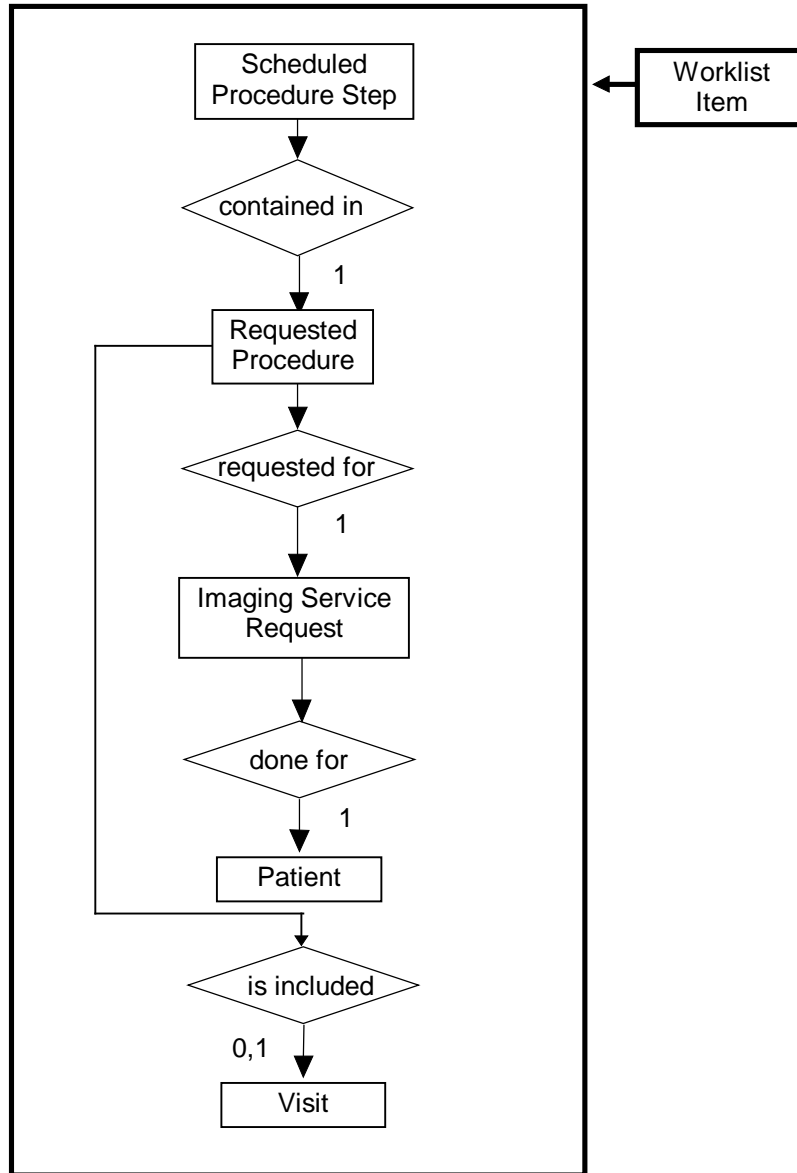 Scheduled
Procedure Step
Worklist
Item
contained in
1
Requested
Procedure
requested for
1
Imaging Service
Request
done for
1
Patient
is included
0,1
Visit